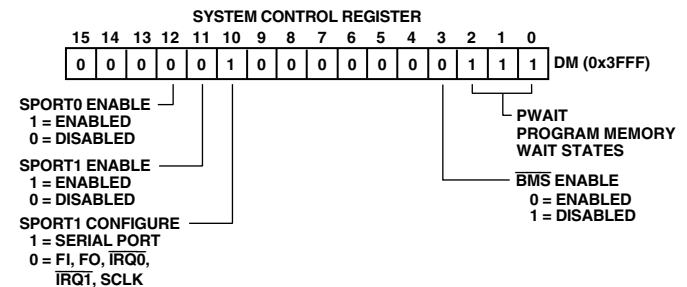 SYSTEM CONTROL REGISTER
15 14 13 12 11 10 9 8 7 6 5 4 3 2 1 0
0 0 0 0 0 1 0 0 0 0 0 0 0 1 1 1 DM (0x3FFF)
SPORT0 ENABLE
1 = ENABLED
0 = DISABLED
SPORT1 ENABLE
1 = ENABLED
0 = DISABLED
SPORT1 CONFIGURE
1 = SERIAL PORT
0 = FI, FO, IRQ0,
IRQ1, SCLK
PWAIT
PROGRAM MEMORY
WAIT STATES
BMS ENABLE
0 = ENABLED
1 = DISABLED